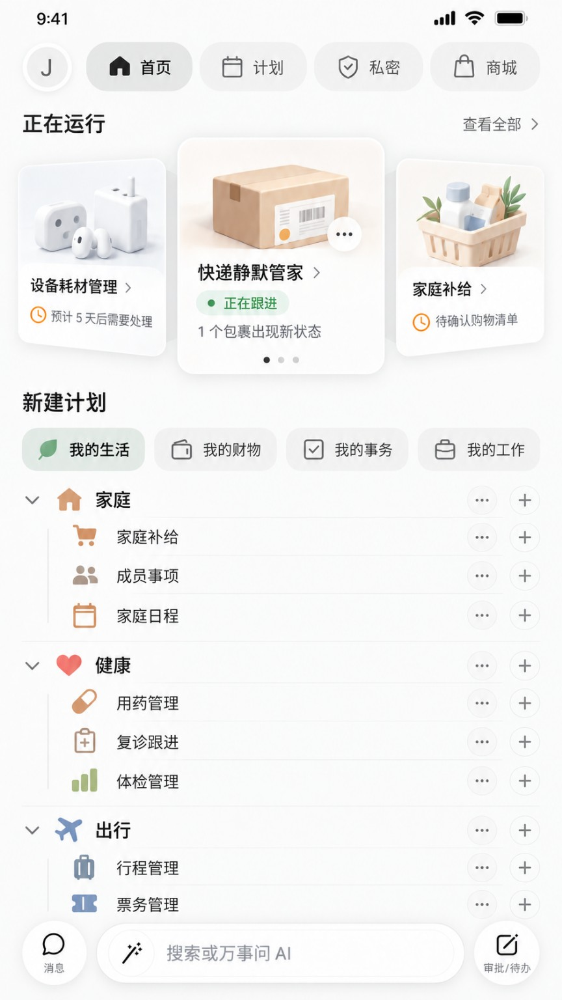 9:41
J 首页 计划 私密 商城
正在运行 查看全部
设备耗材管理
预计 5 天后需要处理
快递静默管家
正在跟进
1 个包裹出现新状态
家庭补给
待确认购物清单
新建计划
我的生活 我的财物 我的事务 我的工作
家庭
家庭补给
成员事项
家庭日程
健康
用药管理
复诊跟进
体检管理
出行
行程管理
票务管理
消息 搜索或万事问 AI 审批/待办